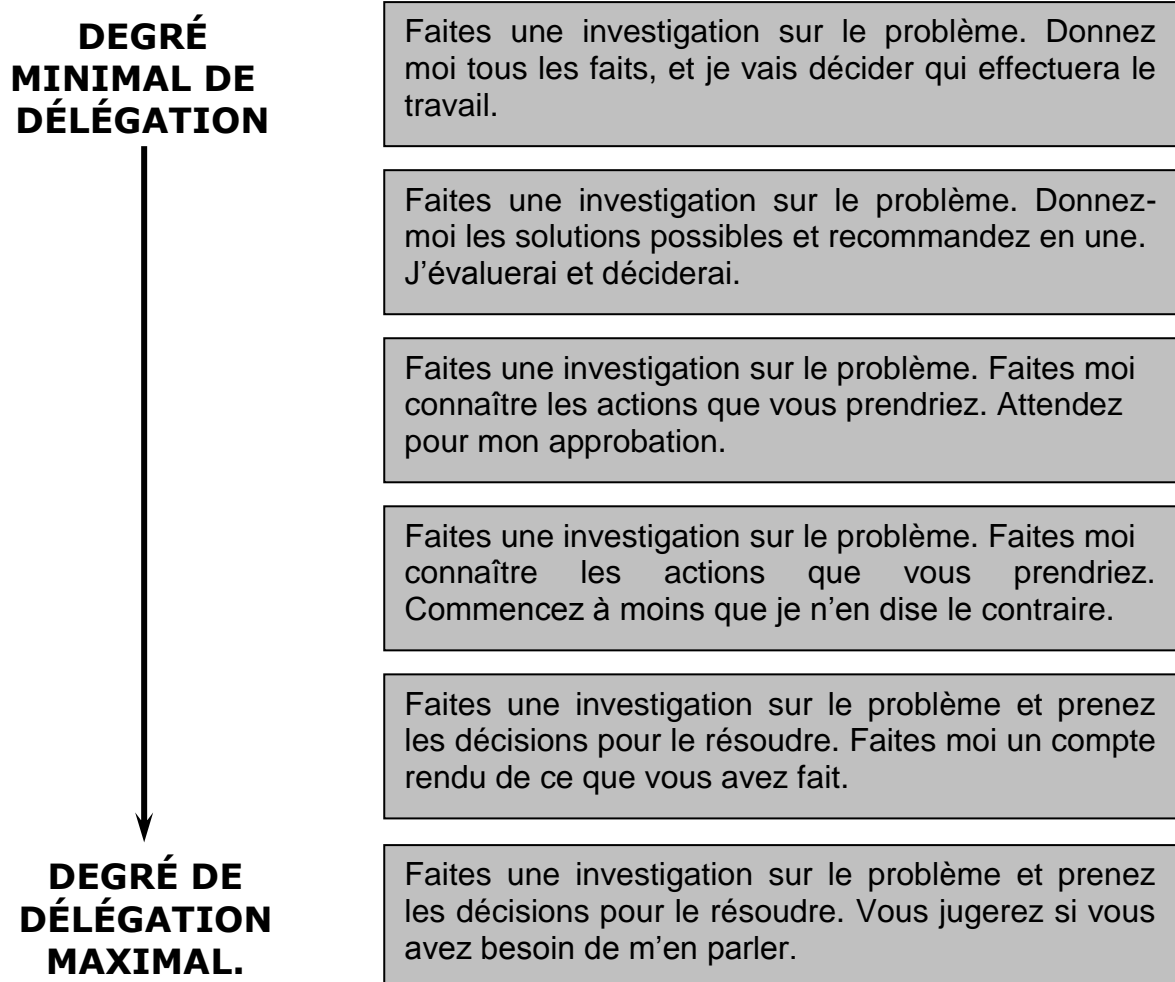 DEGRÉ
MINIMAL DE
DÉLÉGATION
Faites une investigation sur le problème. Donnez
moi tous les faits, et je vais décider qui effectuera le
travail.
Faites une investigation sur le problème. Donnez-
moi les solutions possibles et recommandez en une.
J’évaluerai et déciderai.
Faites une investigation sur le problème. Faites moi
connaître les actions que vous prendriez. Attendez
pour mon approbation.
Faites une investigation sur le problème. Faites moi
connaître les actions que vous prendriez.
Commencez à moins que je n’en dise le contraire.
Faites une investigation sur le problème et prenez
les décisions pour le résoudre. Faites moi un compte
rendu de ce que vous avez fait.
DEGRÉ DE
DÉLÉGATION
MAXIMAL.
Faites une investigation sur le problème et prenez
les décisions pour le résoudre. Vous jugerez si vous
avez besoin de m’en parler.